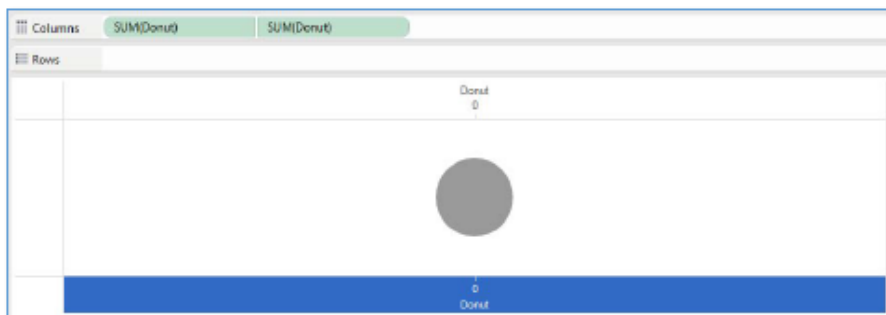 Columns SUM(Donut) SUM(Donut)
Rows
Donut
0
0
Donut